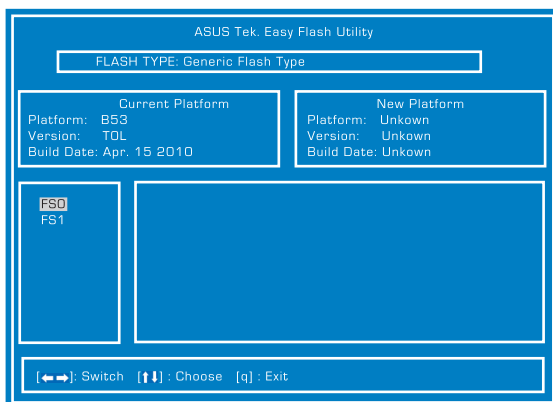 ASUS Tek. Easy Flash Utility
FLASH TYPE: Generic Flash Type
Current Platform
Platform: B53
Version: TOL
Build Date: Apr. 15 2010
New Platform
Platform: Unkown
Version: Unkown
Build Date: Unkown
FS0
FS1
[←→]: Switch [↑↓] : Choose [q] : Exit